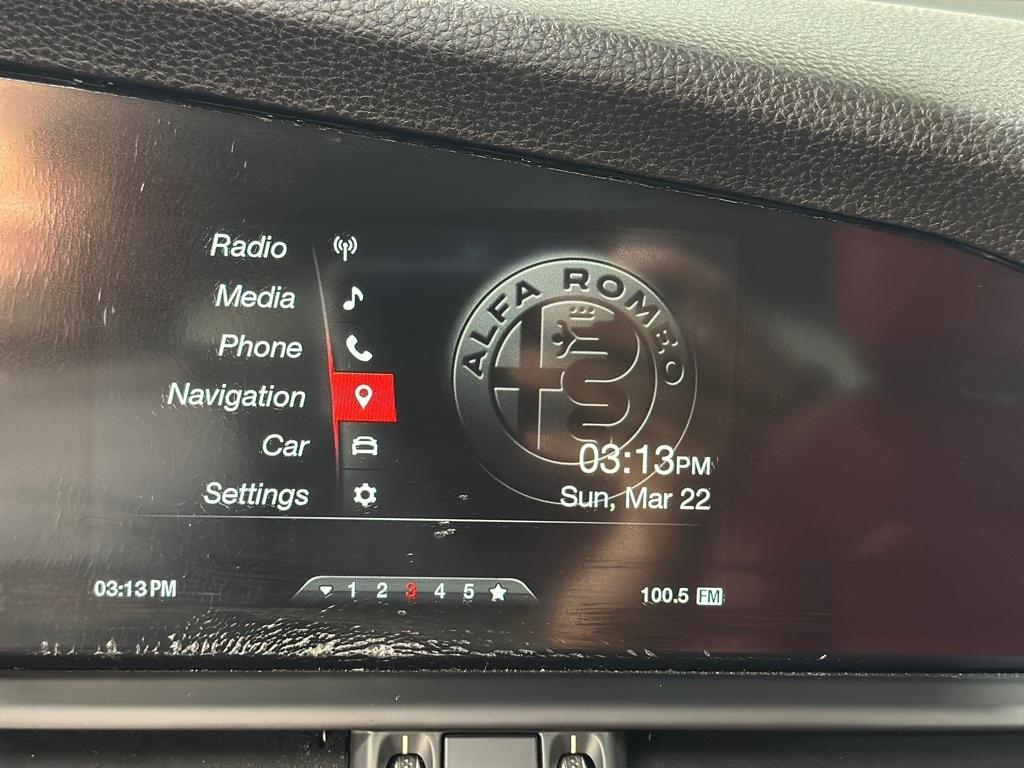 Radio
Media
Phone
Navigation
Car
Settings
ALFA ROMEO
03:13PM
Sun, Mar 22
03:13 PM
1 2 3 4 5
100.5 FM